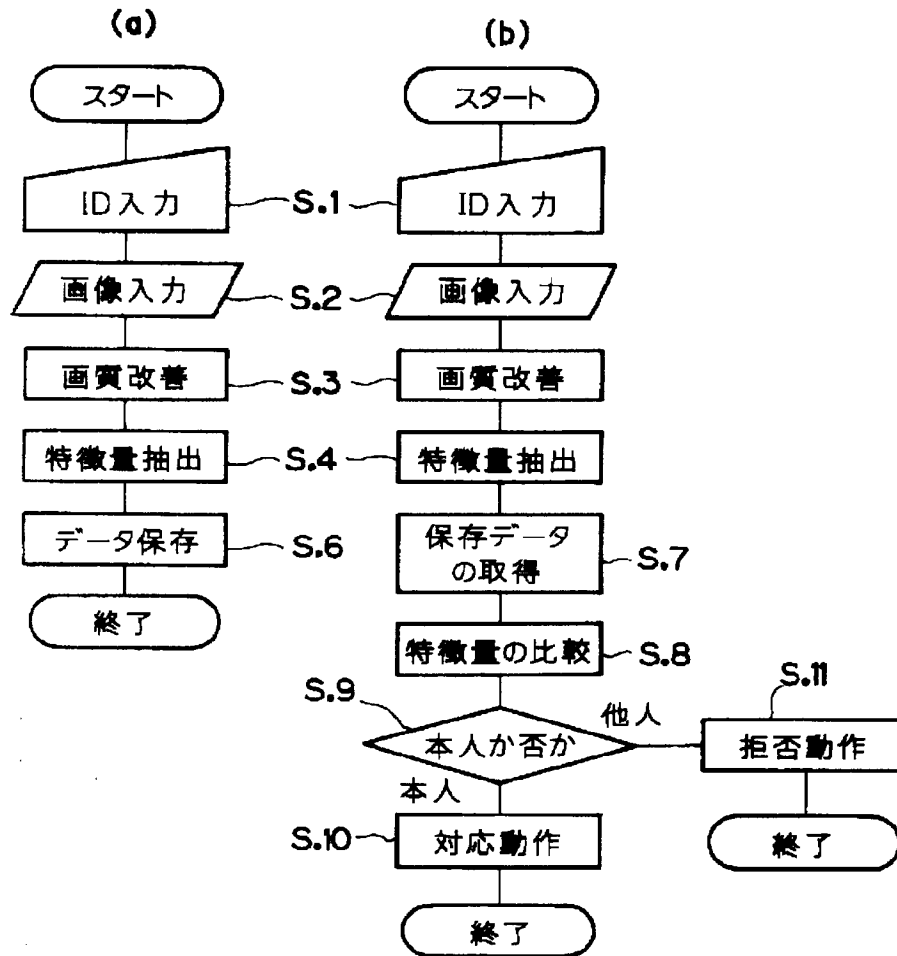 (a)
スタート
ID入力
画像入力
画質改善
特徴量抽出
データ保存
終了
S.1
S.2
S.3
S.4
S.6
(b)
スタート
ID入力
画像入力
画質改善
特徴量抽出
保存データ
の取得
S.7
特徴量の比較
S.8
S.9
本人か否か
他人
S.11
拒否動作
終了
本人
S.10
対応動作
終了